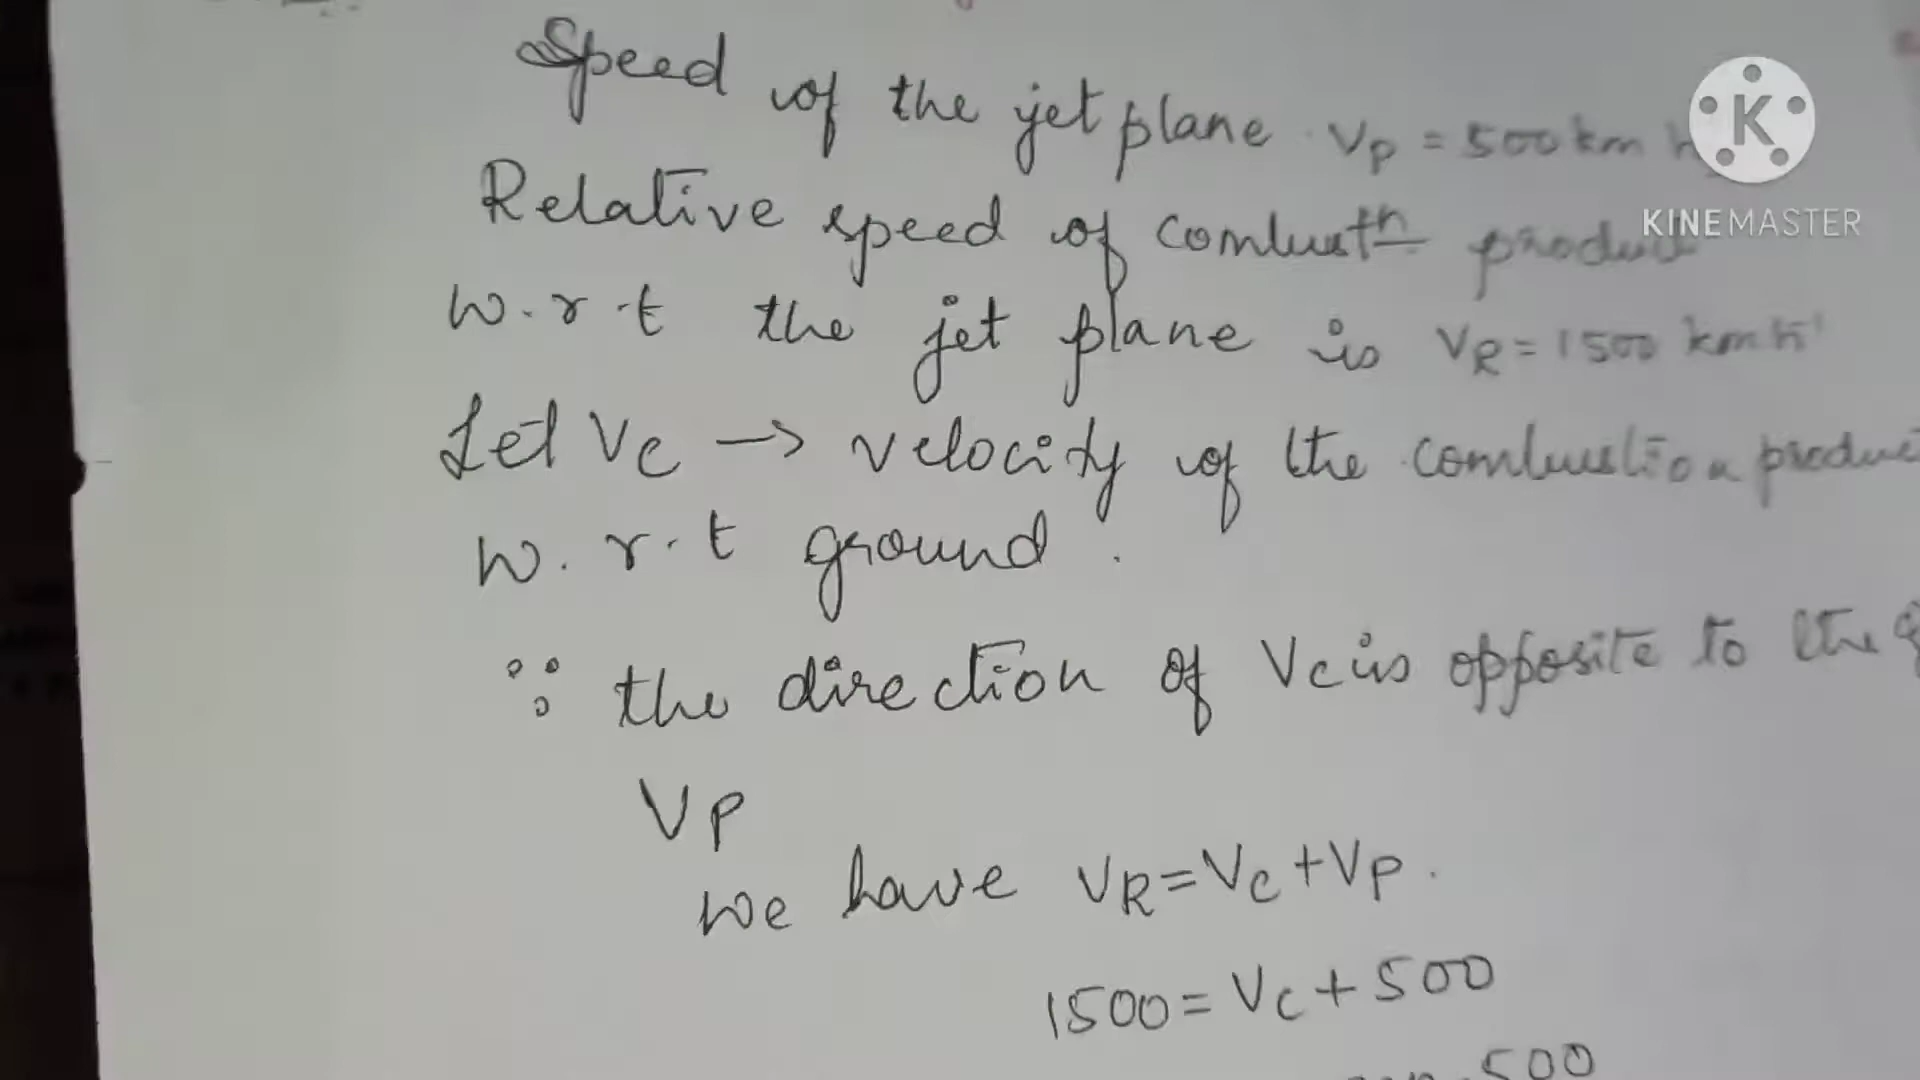 Speed of the jet plane Vp = 500 km
Relative speed of combustn product
w.r.t the jet plane is VR = 1500 km h⁻¹
Let Vc → velocity of the combustion product
w.r.t ground.
∵ the direction of Vc is opposite to the
Vp
we have VR = Vc + Vp.
1500 = Vc + 500
500
K
KINEMASTER